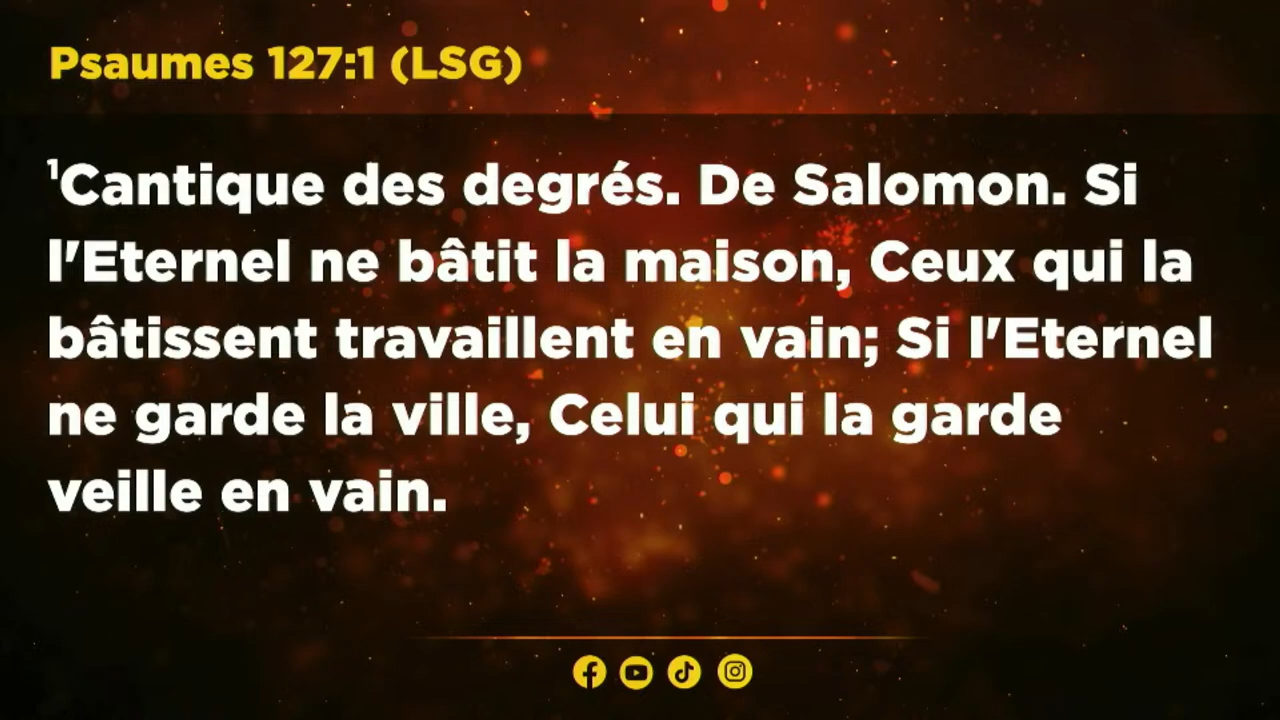 Psaumes 127:1 (LSG)
¹Cantique des degrés. De Salomon. Si
l'Eternel ne bâtit la maison, Ceux qui la
bâtissent travaillent en vain; Si l'Eternel
ne garde la ville, Celui qui la garde
veille en vain.